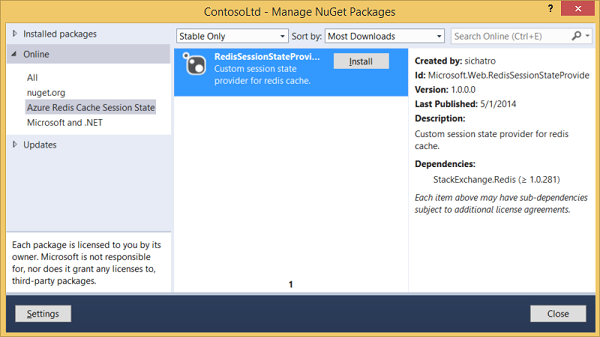 ContosoLtd - Manage NuGet Packages
Installed packages
Online
All
nuget.org
Azure Redis Cache Session State
Microsoft and .NET
Updates
Each package is licensed to you by its
owner. Microsoft is not responsible
for, nor does it grant any licenses to,
third-party packages.
Stable Only
Sort by: Most Downloads
RedisSessionStateProvi...
Custom session state
provider for redis cache.
Install
1
Search Online (Ctrl+E)
Created by: sichatro
Id: Microsoft.Web.RedisSessionStateProvide
Version: 1.0.0.0
Last Published: 5/1/2014
Description:
Custom session state provider for redis
cache.
Dependencies:
StackExchange.Redis (≥ 1.0.281)
Each item above may have sub-dependencies
subject to additional license agreements.
Settings
Close